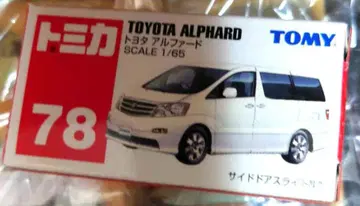 トミカ
TOYOTA ALPHARD
トヨタ アルファード
SCALE 1/65
TOMY
78
サイドドアスライド